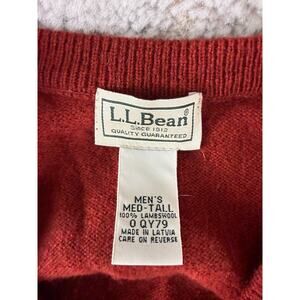 L.L.Bean®
Since 1912
QUALITY GUARANTEED
MEN'S
MED-TALL
100% LAMBSWOOL
0 QY79
MADE IN LATVIA
CARE ON REVERSE